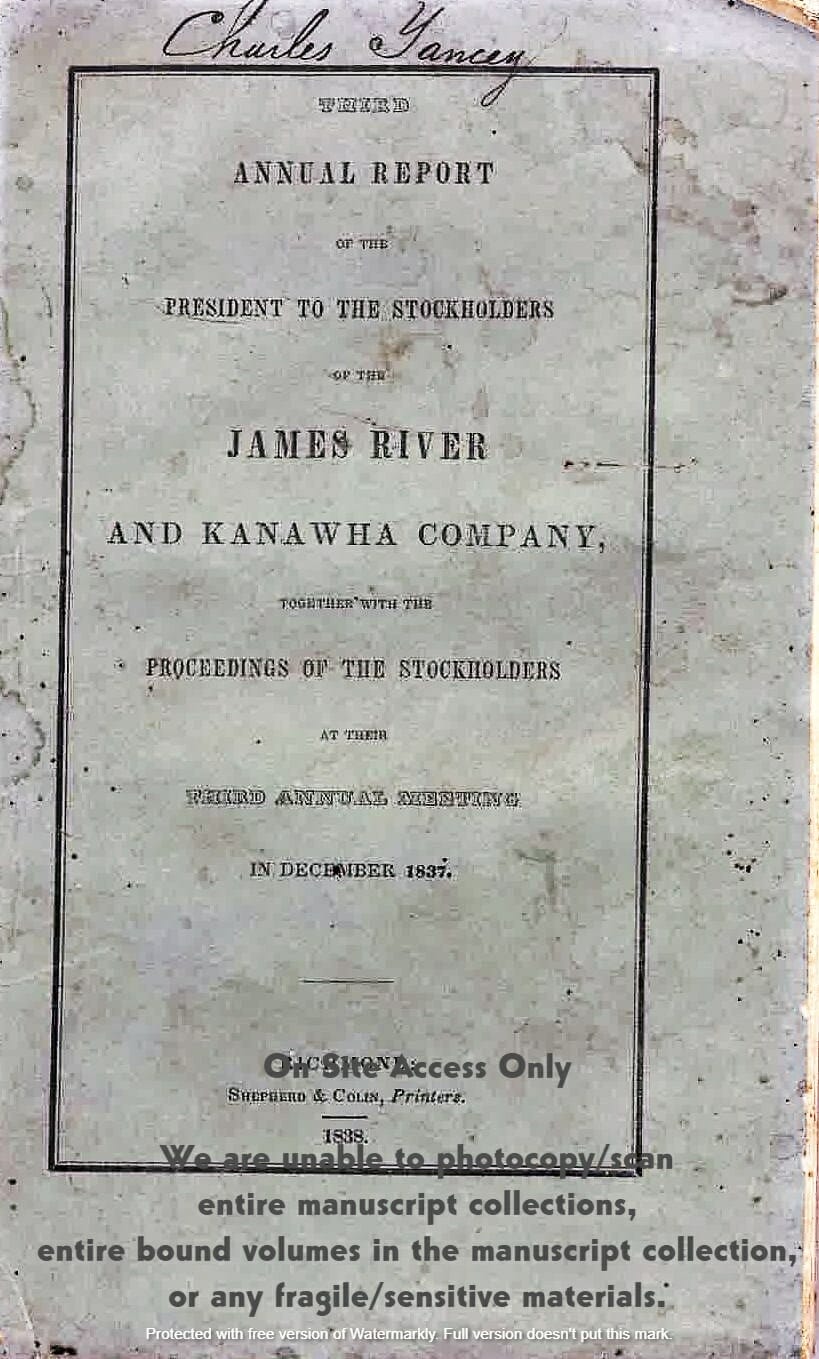 Charles Yancey
THIRD
ANNUAL REPORT
OF THE
PRESIDENT TO THE STOCKHOLDERS
OF THE
JAMES RIVER
AND KANAWHA COMPANY,
TOGETHER WITH THE
PROCEEDINGS OF THE STOCKHOLDERS
AT THEIR
THIRD ANNUAL MEETING
IN DECEMBER 1837.
RICHMOND:
On Site Access Only
SHEPHERD & COLIN, Printers.
1838.
We are unable to photocopy/scan
entire manuscript collections,
entire bound volumes in the manuscript collection,
or any fragile/sensitive materials.
Protected with free version of Watermarkly. Full version doesn't put this mark.